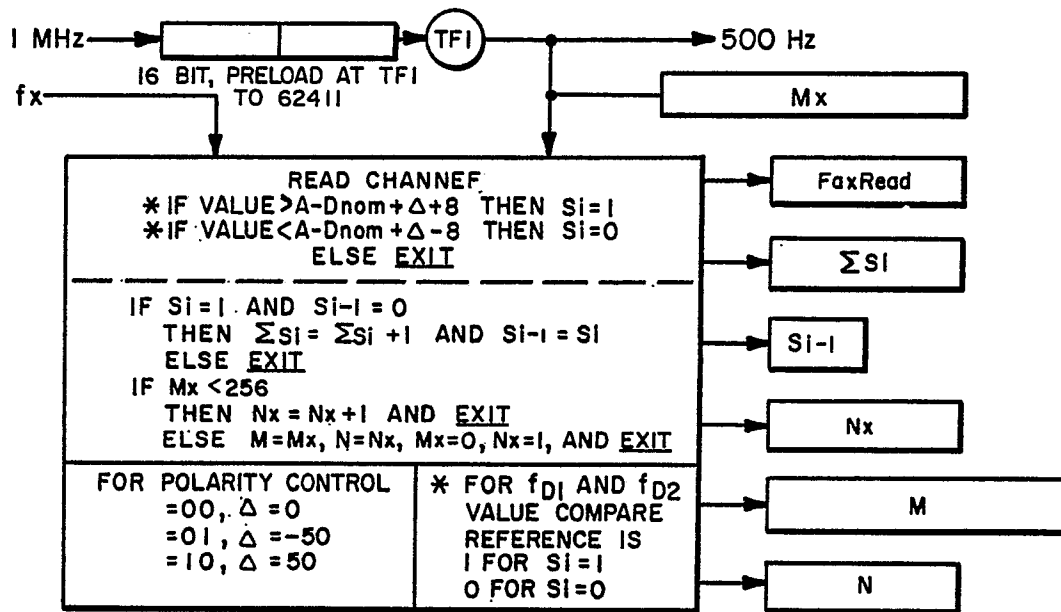 1 MHz
TF1
500 Hz
16 BIT, PRELOAD AT TF1
TO 62411
fx
Mx
READ CHANNEF
* IF VALUE>A-Dnom+Δ+8 THEN Si=1
* IF VALUE<A-Dnom+Δ-8 THEN Si=0
ELSE EXIT
FaxRead
ΣSI
IF Si=1 AND Si-1=0
THEN ΣSi=ΣSi+1 AND Si-1=Si
ELSE EXIT
Si-1
IF Mx<256
THEN Nx=Nx+1 AND EXIT
ELSE M=Mx, N=Nx, Mx=0, Nx=1, AND EXIT
Nx
FOR POLARITY CONTROL
=00, Δ=0
=01, Δ=-50
=10, Δ=50
* FOR fD1 AND fD2
VALUE COMPARE
REFERENCE IS
1 FOR Si=1
0 FOR Si=0
M
N